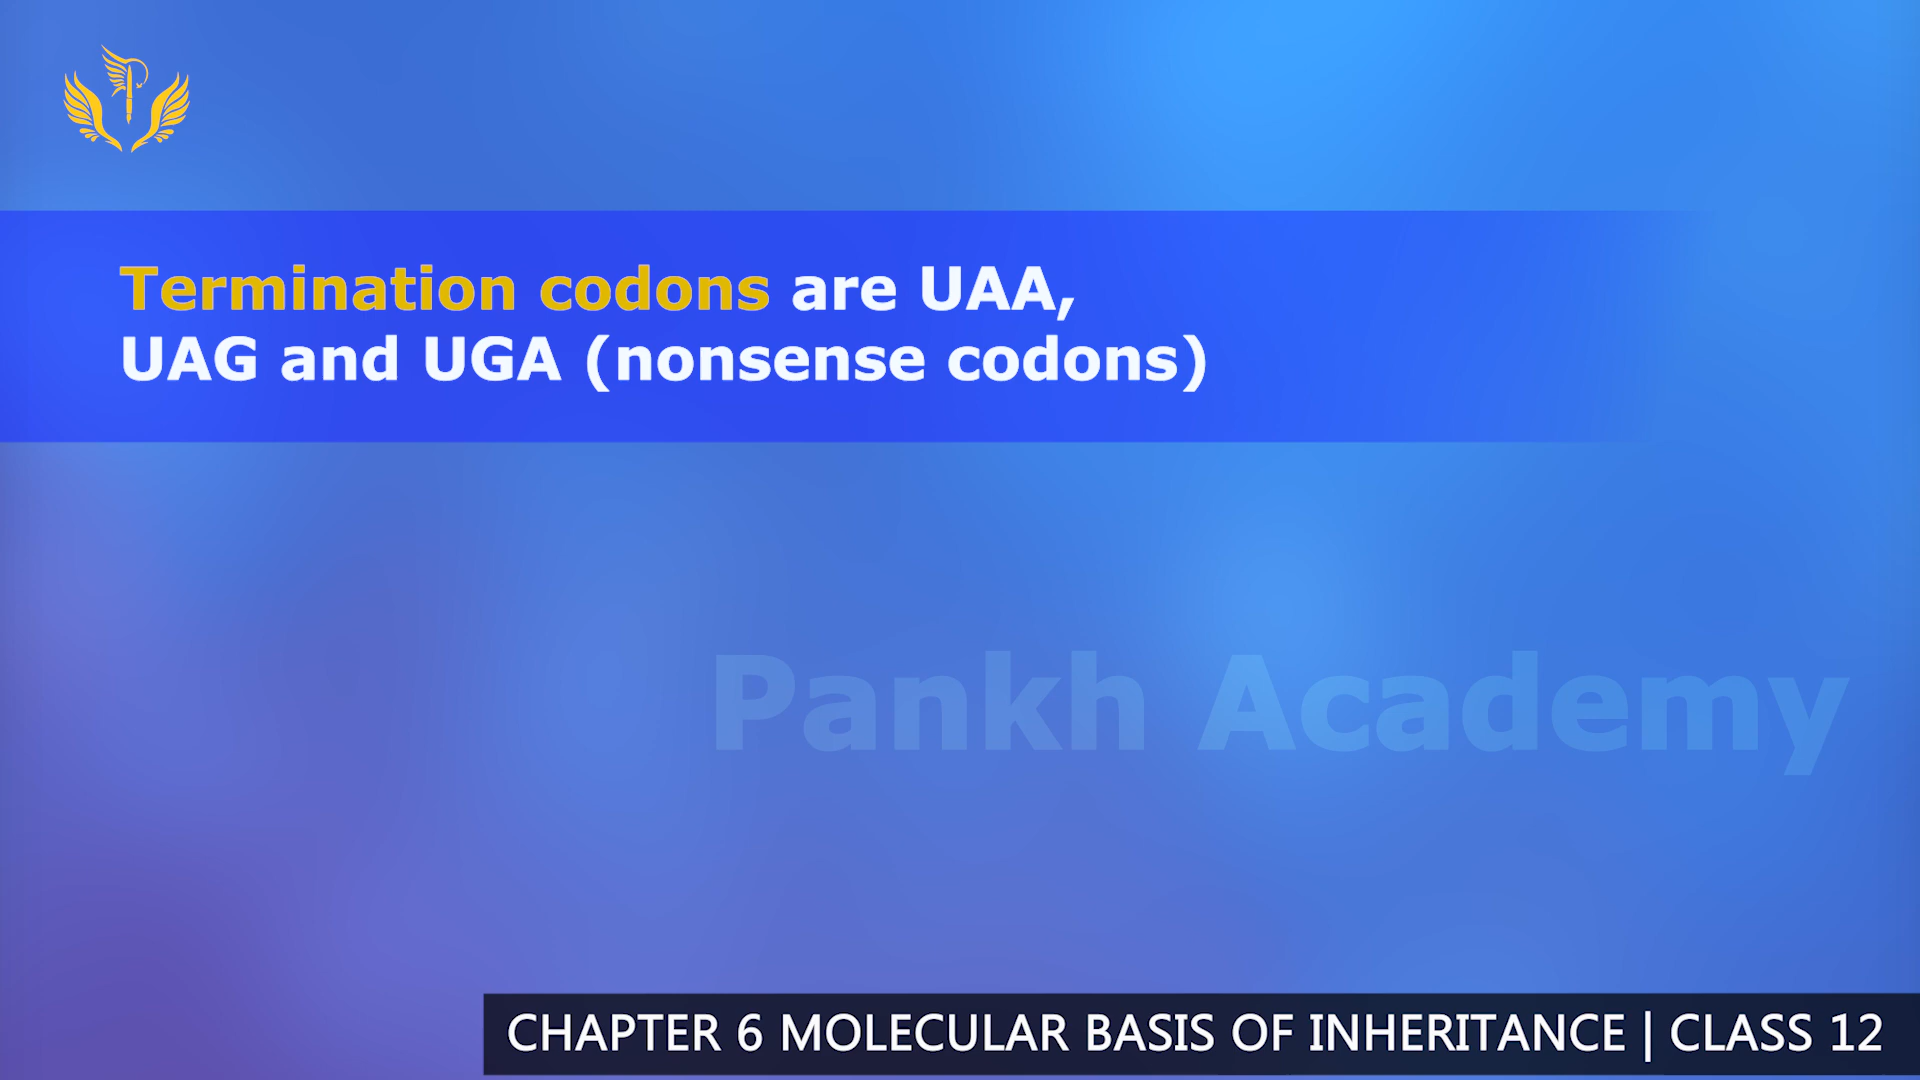 Termination codons are UAA,
UAG and UGA (nonsense codons)
Pankh Academy
CHAPTER 6 MOLECULAR BASIS OF INHERITANCE | CLASS 12